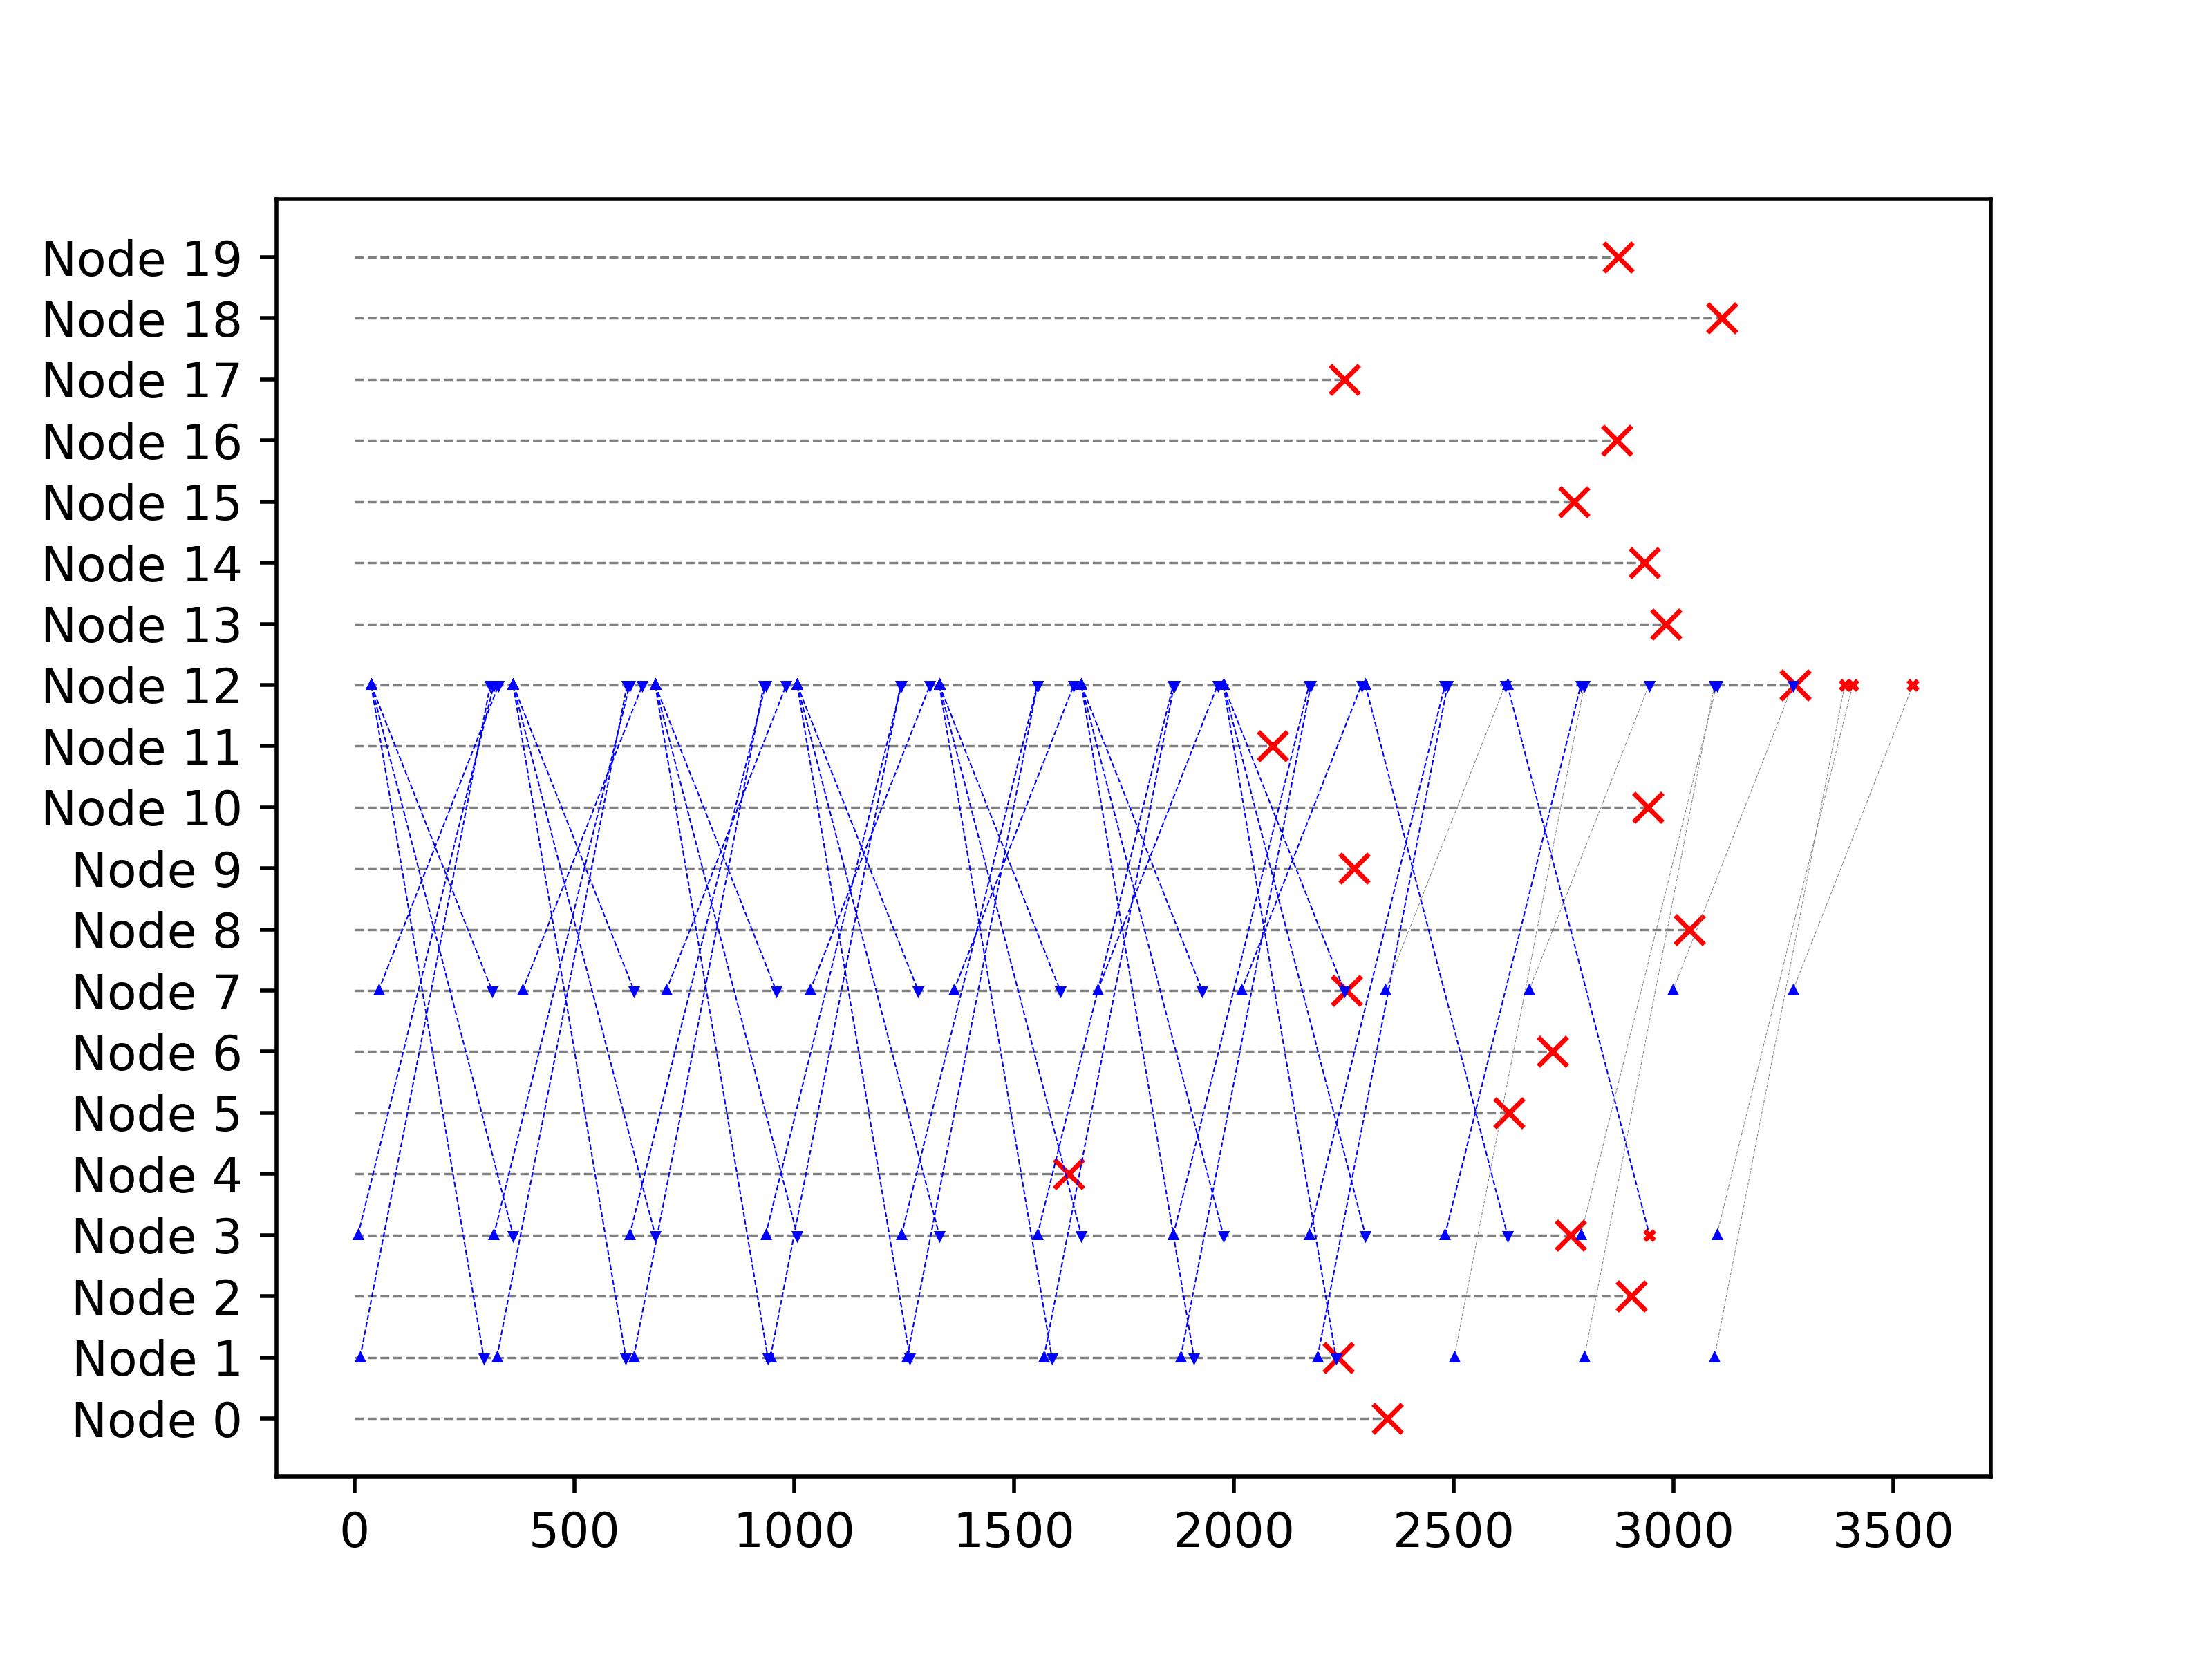 Node 19
Node 18
Node 17
Node 16
Node 15
Node 14
Node 13
Node 12
Node 11
Node 10
Node 9
Node 8
Node 7
Node 6
Node 5
Node 4
Node 3
Node 2
Node 1
Node 0
0 500 1000 1500 2000 2500 3000 3500